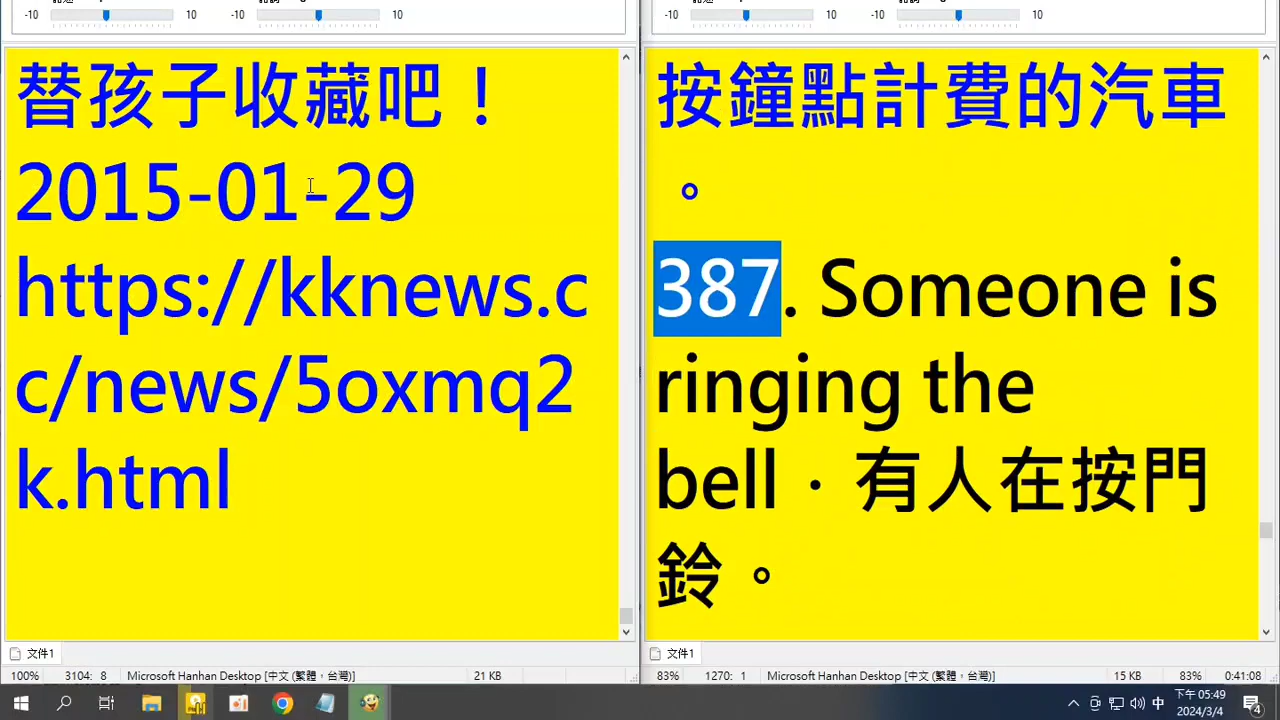 -10 10 -10 10
-10 10 -10 10
替孩子收藏吧！
2015-01-29
https://kknews.c
c/news/5oxmq2
k.html
按鐘點計費的汽車
。
387. Someone is
ringing the
bell．有人在按門
鈴。
文件1
文件1
100% 3104: 8 Microsoft Hanhan Desktop [中文 (繁體，台灣)] 21 KB
83% 1270: 1 Microsoft Hanhan Desktop [中文 (繁體，台灣)] 15 KB 83% 0:41:08
中 下午 05:49
2024/3/4 4